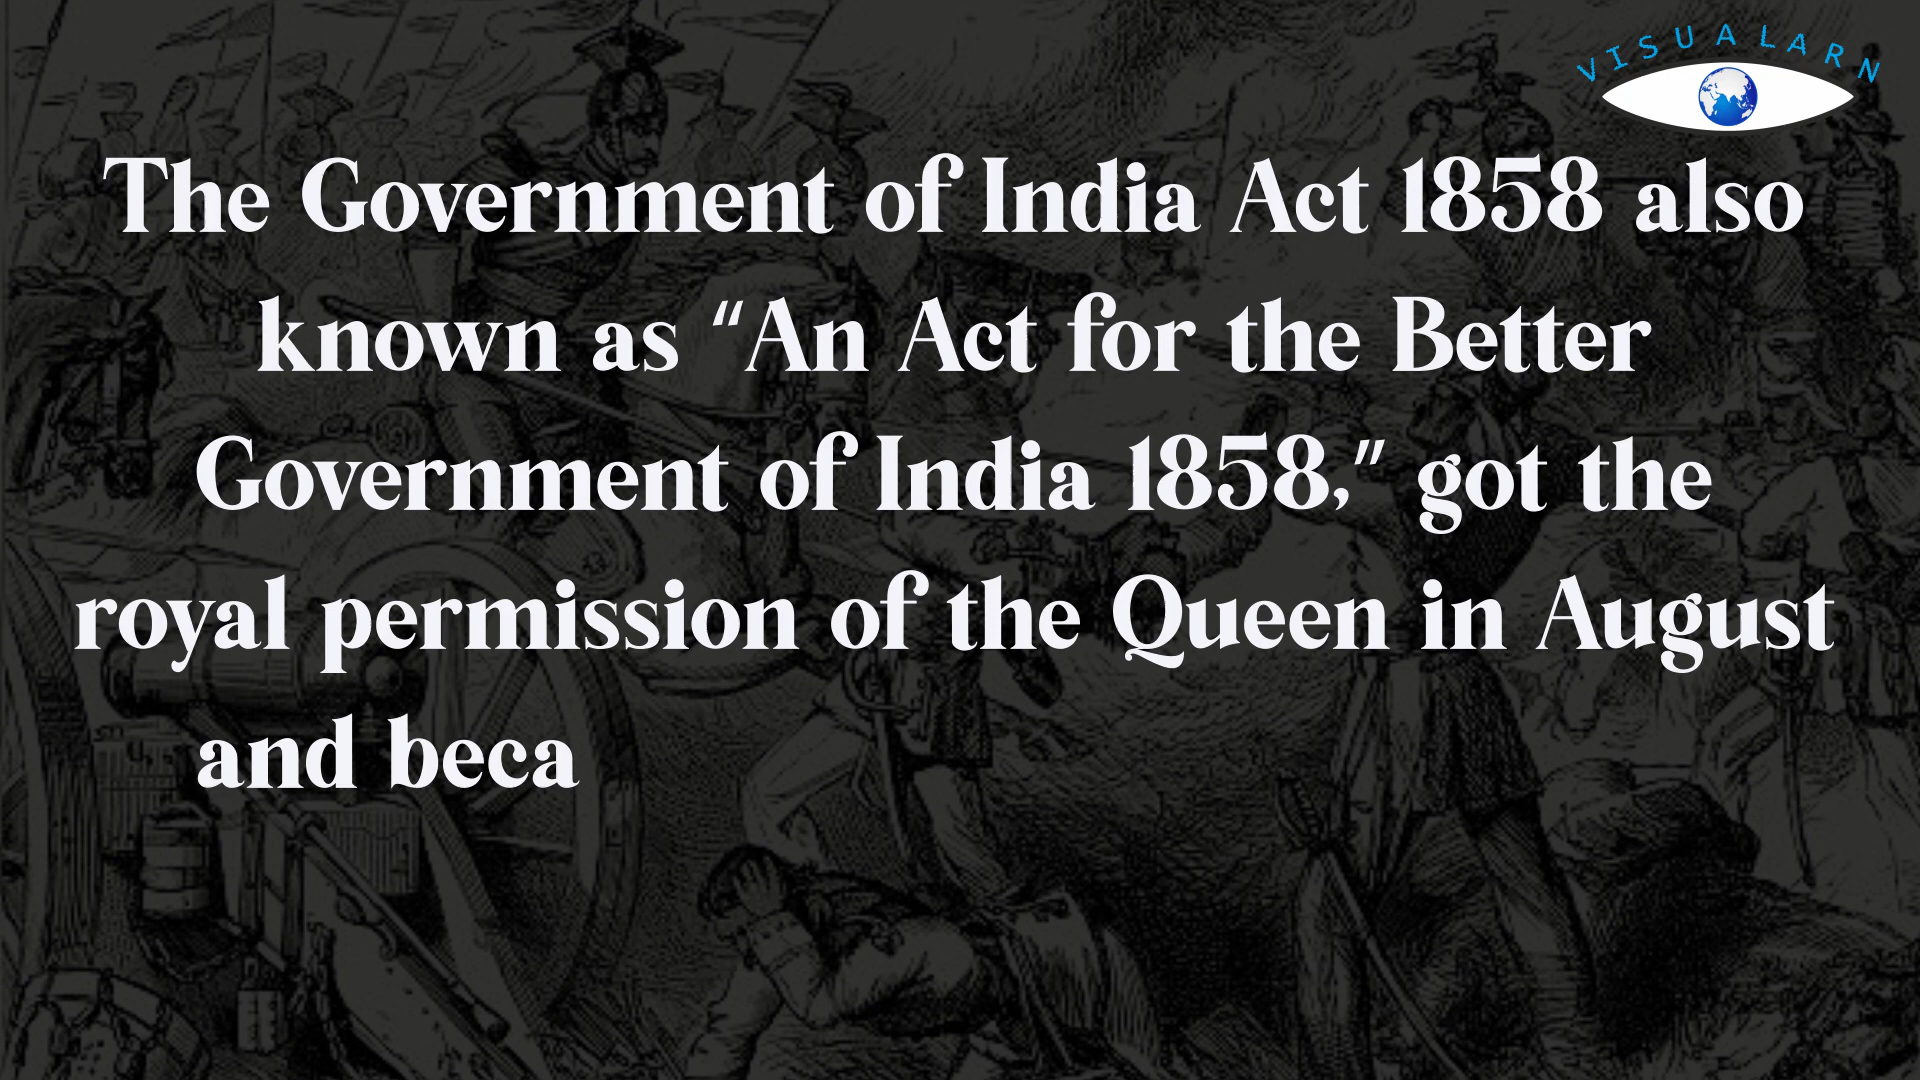 VISUALARN
The Government of India Act 1858 also
known as “An Act for the Better
Government of India 1858,” got the
royal permission of the Queen in August
and beca